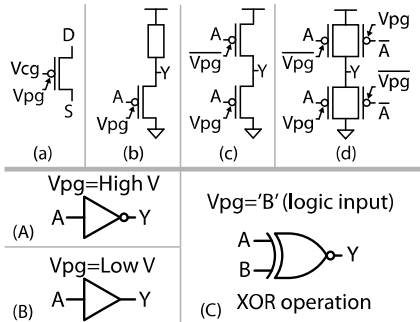 D
Vcg
Vpg
S
(a)
A
Vpg
Y
(b)
A
Vpg
Y
A
Vpg
(c)
A
Vpg
Vpg
A
Y
A
Vpg
Vpg
A
(d)
Vpg=High V
A
Y
(A)
Vpg=Low V
A
Y
(B)
Vpg='B' (logic input)
A
B
Y
(C)
XOR operation